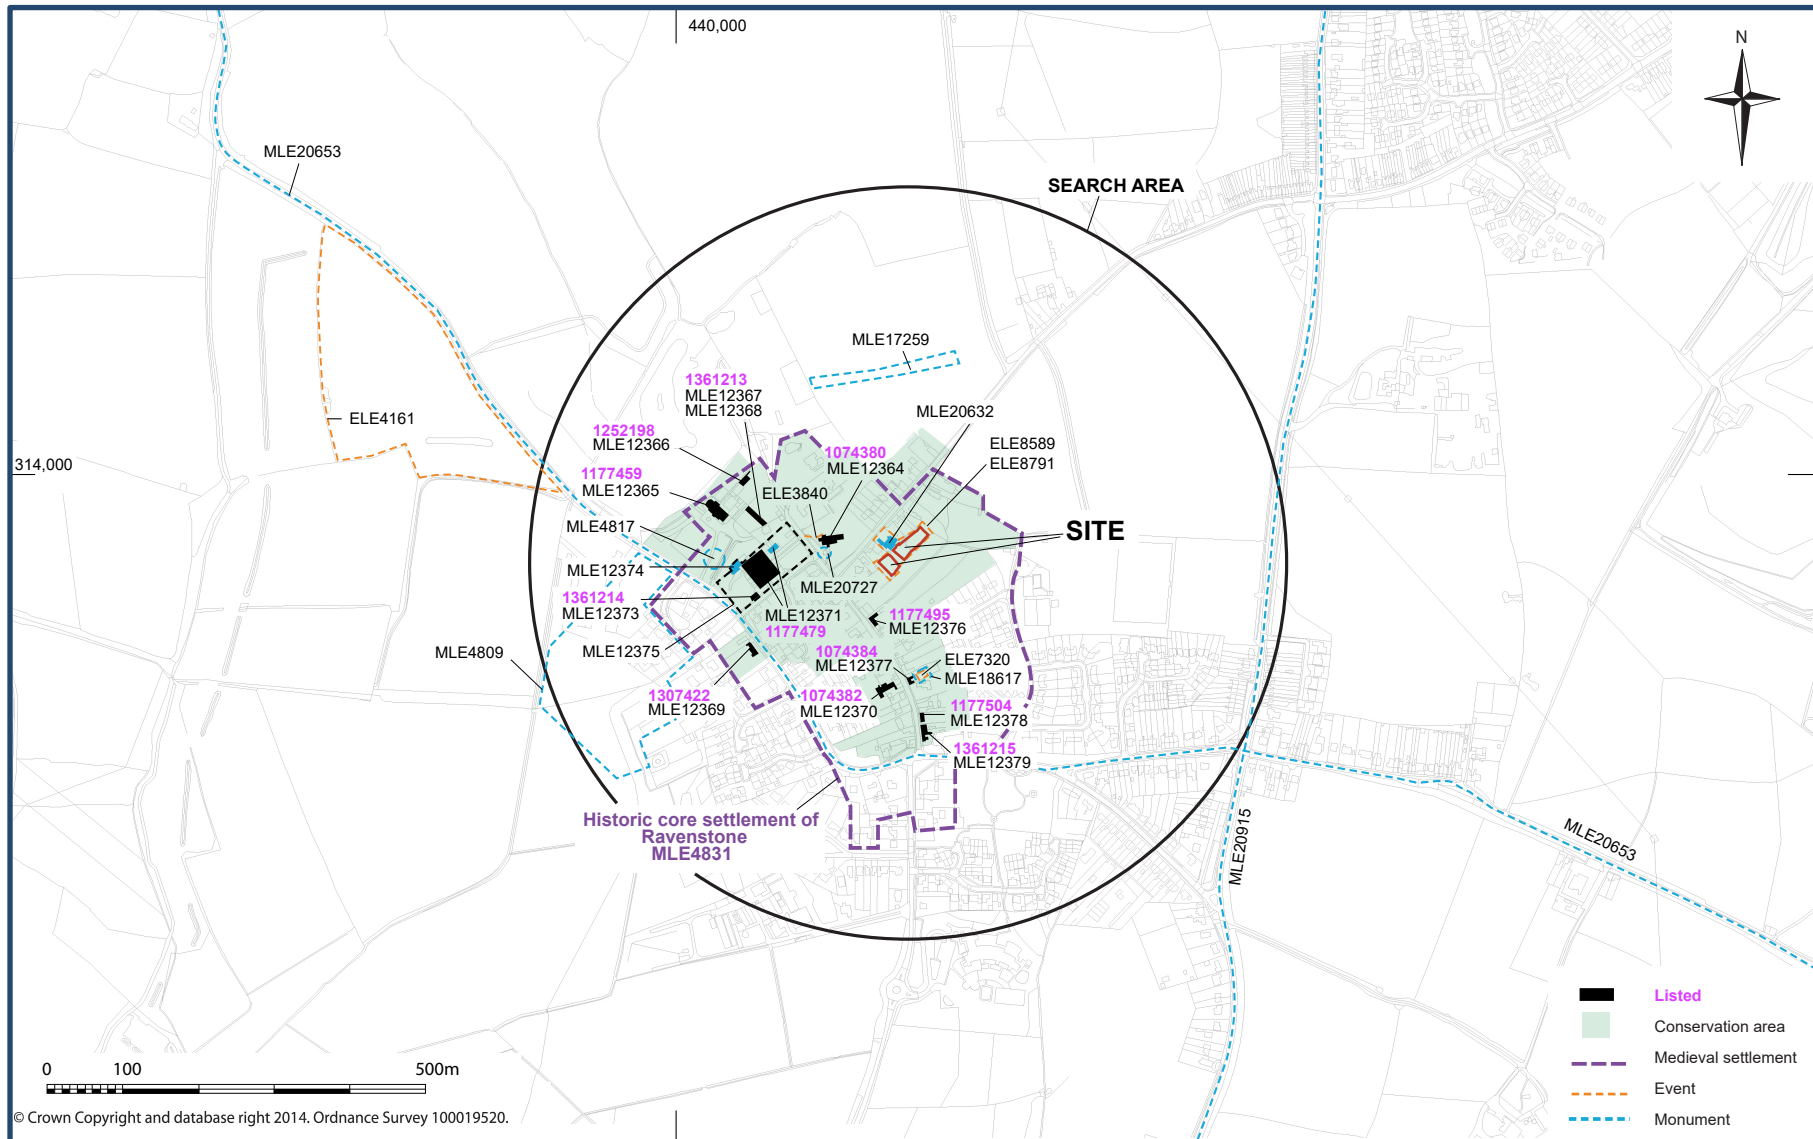 440,000
N
MLE20653
SEARCH AREA
MLE17259
1361213
MLE12367
MLE12368
MLE20632
ELE4161
1252198
MLE12366
ELE8589
ELE8791
1074380
MLE12364
314,000
1177459
MLE12365
ELE3840
MLE4817
SITE
MLE12374
MLE20727
1361214
MLE12373
MLE12371
1177479
1177495
MLE12376
MLE12375
MLE4809
1074384
MLE12377
ELE7320
MLE18617
1307422
MLE12369
1074382
MLE12370
1177504
MLE12378
1361215
MLE12379
Historic core settlement of
Ravenstone
MLE4831
MLE20915
MLE20653
Listed
Conservation area
Medieval settlement
Event
Monument
0 100 500m
© Crown Copyright and database right 2014. Ordnance Survey 100019520.